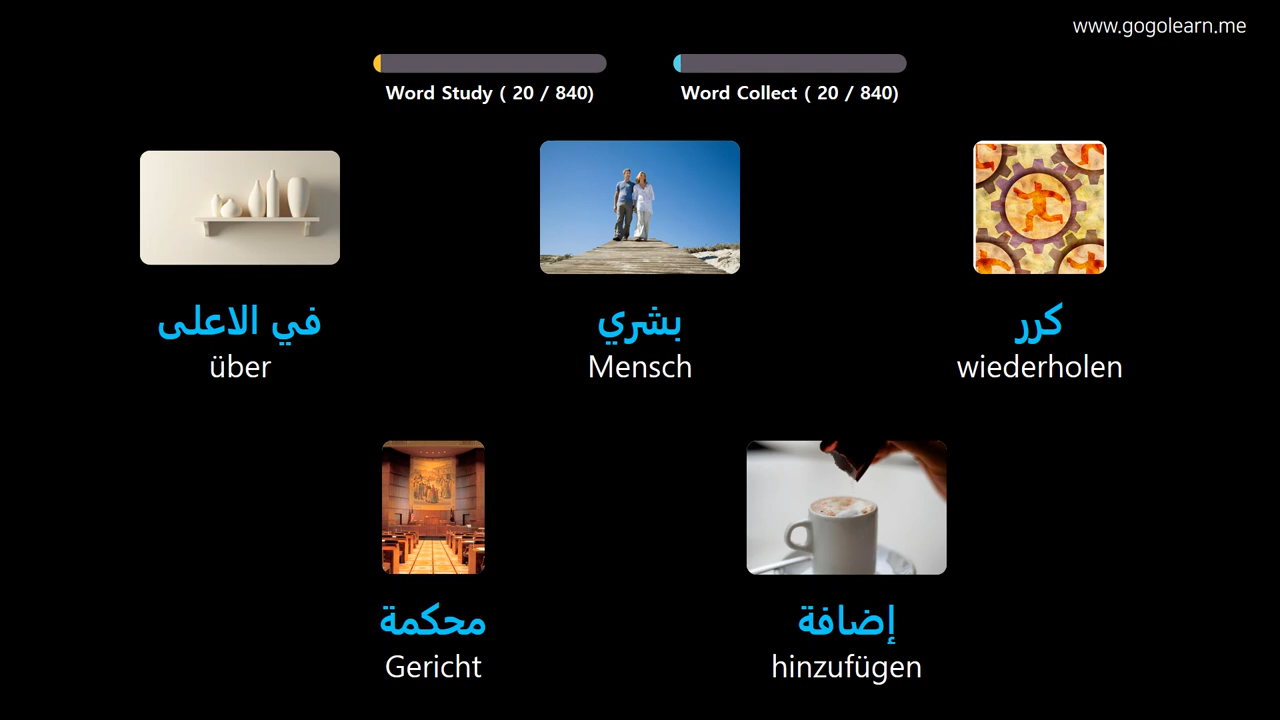 www.gogolearn.me
Word Study ( 20 / 840)
Word Collect ( 20 / 840)
في الاعلى
über
بشري
Mensch
كرر
wiederholen
محكمة
Gericht
إضافة
hinzufügen